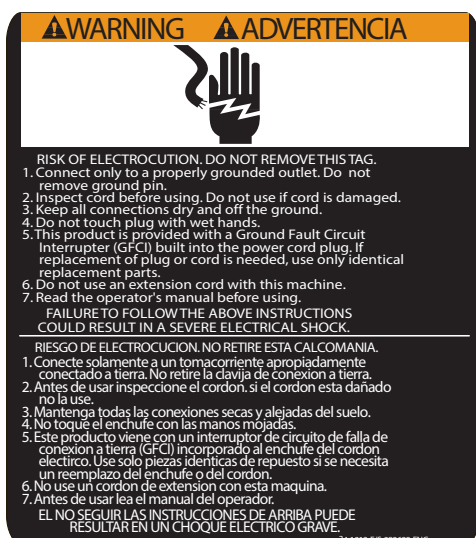 WARNING ADVERTENCIA
RISK OF ELECTROCUTION. DO NOT REMOVE THIS TAG.
1. Connect only to a properly grounded outlet. Do not
remove ground pin.
2. Inspect cord before using. Do not use if cord is damaged.
3. Keep all connections dry and off the ground.
4. Do not touch plug with wet hands.
5. This product is provided with a Ground Fault Circuit
Interrupter (GFCI) built into the power cord plug. If
replacement of plug or cord is needed, use only identical
replacement parts.
6. Do not use an extension cord with this machine.
7. Read the operator's manual before using.
FAILURE TO FOLLOW THE ABOVE INSTRUCTIONS
COULD RESULT IN A SEVERE ELECTRICAL SHOCK.
RIESGO DE ELECTROCUCION. NO RETIRE ESTA CALCOMANIA.
1. Conecte solamente a un tomacorriente apropiadamente
conectado a tierra. No retire la davija de conexion a tierra.
2. Antes de usar inspeccione el cordon. si el cordon esta dañado
no la use.
3. Mantenga todas las conexiones secas y alejadas del suelo.
4. No toque el enchufe con las manos mojadas.
5. Este producto viene con un interruptor de circuito de falla de
conexion a tierra (GFCI) incorporado al enchufe del cordon
electirco. Use solo piezas identicas de repuesto si se necesita
un reemplazo del enchufe o del cordon.
6. No use un cordon de extension con esta maquina.
7. Antes de usar lea el manual del operador.
EL NO SEGUIR LAS INSTRUCCIONES DE ARRIBA PUEDE
RESULTAR EN UN CHOQUE ELECTRICO GRAVE.